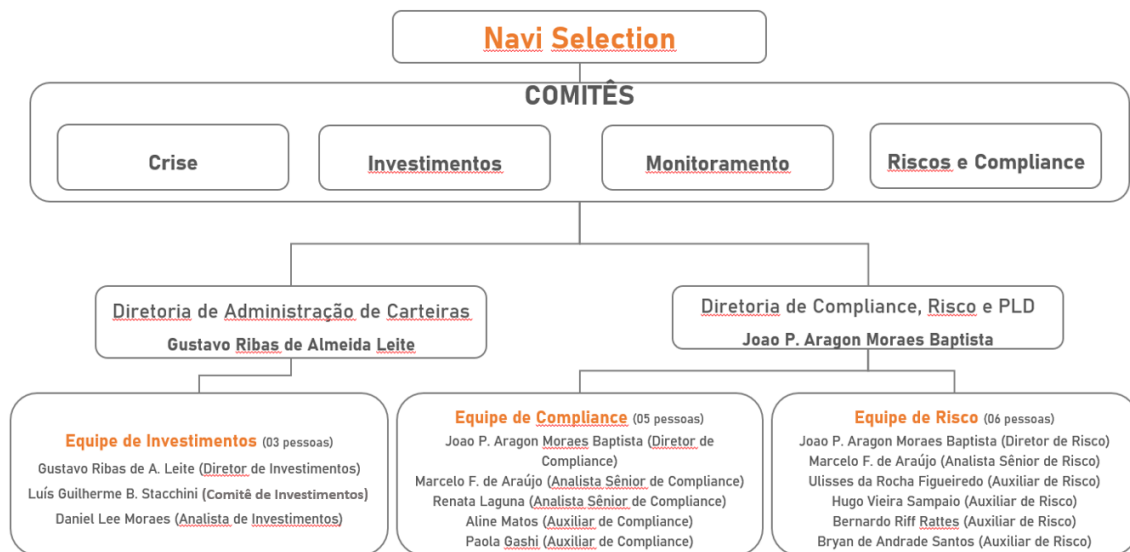 Navi Selection
COMITÊS
Crise
Investimentos
Monitoramento
Riscos e Compliance
Diretoria de Administração de Carteiras
Gustavo Ribas de Almeida Leite
Diretoria de Compliance, Risco e PLD
Joao P. Aragon Moraes Baptista
Equipe de Investimentos (03 pessoas)
Gustavo Ribas de A. Leite (Diretor de Investimentos)
Luís Guilherme B. Stacchini (Comitê de Investimentos)
Daniel Lee Moraes (Analista de Investimentos)
Equipe de Compliance (05 pessoas)
Joao P. Aragon Moraes Baptista (Diretor de
Compliance)
Marcelo F. de Araújo (Analista Sênior de Compliance)
Renata Laguna (Analista Sênior de Compliance)
Aline Matos (Auxiliar de Compliance)
Paola Gashi (Auxiliar de Compliance)
Equipe de Risco (06 pessoas)
Joao P. Aragon Moraes Baptista (Diretor de Risco)
Marcelo F. de Araújo (Analista Sênior de Risco)
Ulisses da Rocha Figueiredo (Auxiliar de Risco)
Hugo Vieira Sampaio (Auxiliar de Risco)
Bernardo Riff Rattes (Auxiliar de Risco)
Bryan de Andrade Santos (Auxiliar de Risco)